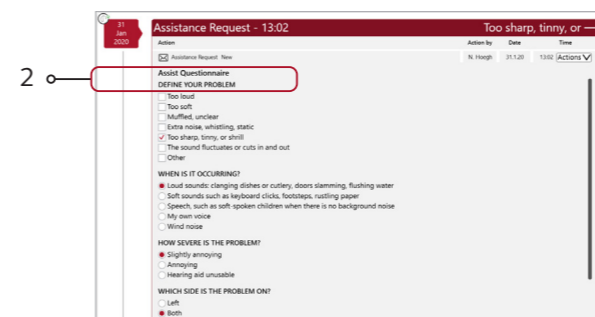 31
Jan
2020
Assistance Request - 13:02 Too sharp, tinny, or —
Action Action by Date Time
Assistance Request: New N. Hoegh 31.1.20 13:02 Actions
2
Assist Questionnaire
DEFINE YOUR PROBLEM
Too loud
Too soft
Muffled, unclear
Extra noise, whistling, static
Too sharp, tinny, or shrill
The sound fluctuates or cuts in and out
Other
WHEN IS IT OCCURRING?
Loud sounds: clanging dishes or cutlery, doors slamming, flushing water
Soft sounds such as keyboard clicks, footsteps, rustling paper
Speech, such as soft-spoken children when there is no background noise
My own voice
Wind noise
HOW SEVERE IS THE PROBLEM?
Slightly annoying
Annoying
Hearing aid unusable
WHICH SIDE IS THE PROBLEM ON?
Left
Both